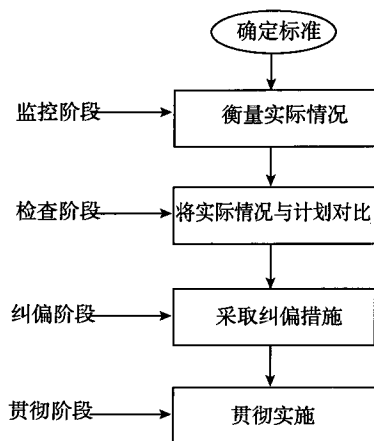 确定标准
监控阶段
衡量实际情况
检查阶段
将实际情况与计划对比
纠偏阶段
采取纠偏措施
贯彻阶段
贯彻实施